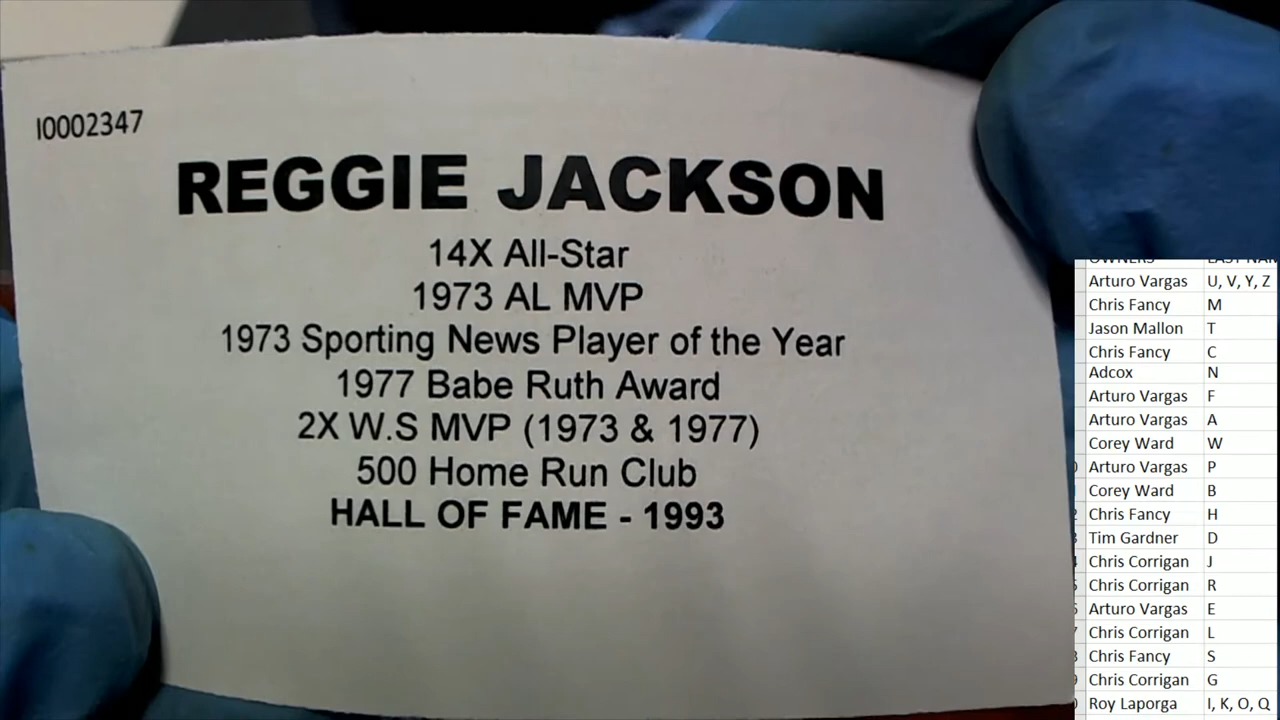 I0002347
REGGIE JACKSON
14X All-Star
1973 AL MVP
1973 Sporting News Player of the Year
1977 Babe Ruth Award
2X W.S MVP (1973 & 1977)
500 Home Run Club
HALL OF FAME - 1993
OWNERS
Arturo Vargas U, V, Y, Z
Chris Fancy M
Jason Mallon T
Chris Fancy C
Adcox N
Arturo Vargas F
Arturo Vargas A
Corey Ward W
Arturo Vargas P
Corey Ward B
Chris Fancy H
Tim Gardner D
Chris Corrigan J
Chris Corrigan R
Arturo Vargas E
Chris Corrigan L
Chris Fancy S
Chris Corrigan G
Roy Laporga I, K, O, Q